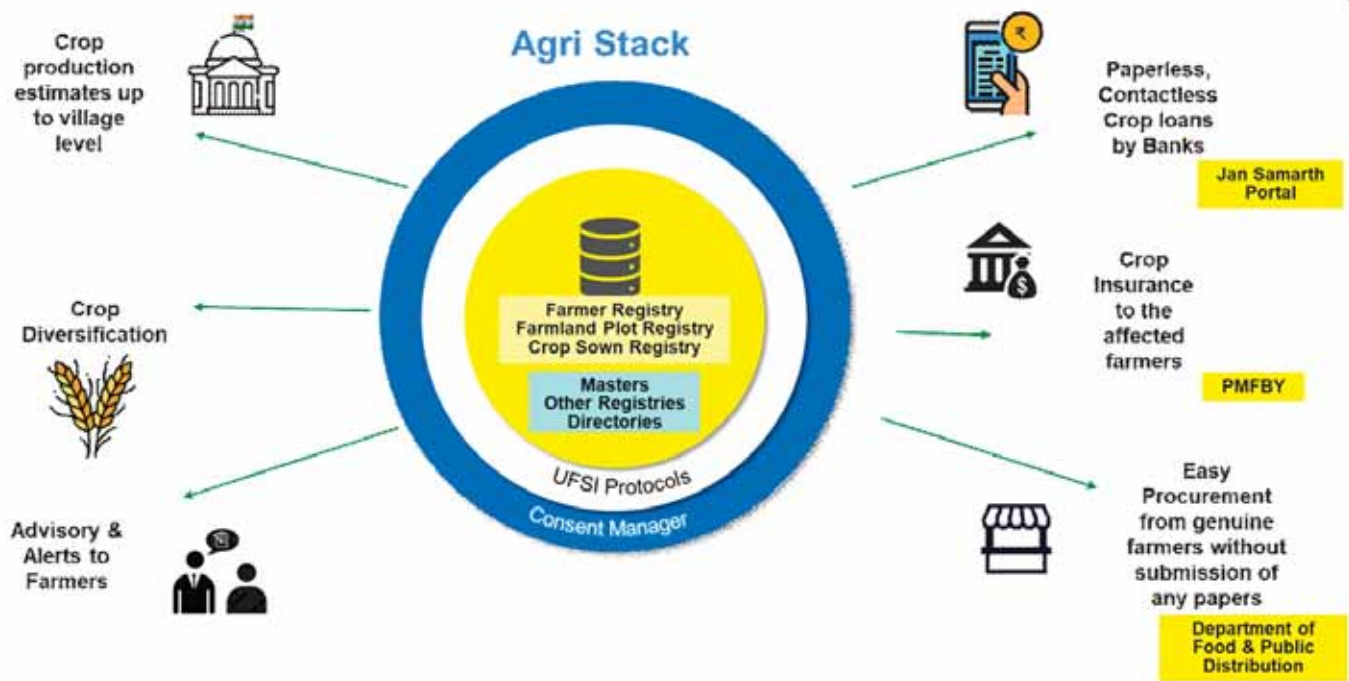 Agri Stack
Crop
production
estimates up
to village
level
Crop
Diversification
Advisory &
Alerts to
Farmers
Farmer Registry
Farmland Plot Registry
Crop Sown Registry
Masters
Other Registries
Directories
UFSI Protocols
Consent Manager
₹
Paperless,
Contactless
Crop loans
by Banks
Jan Samarth
Portal
$
Crop
Insurance
to the
affected
farmers
PMFBY
Easy
Procurement
from genuine
farmers without
submission of
any papers
Department of
Food & Public
Distribution